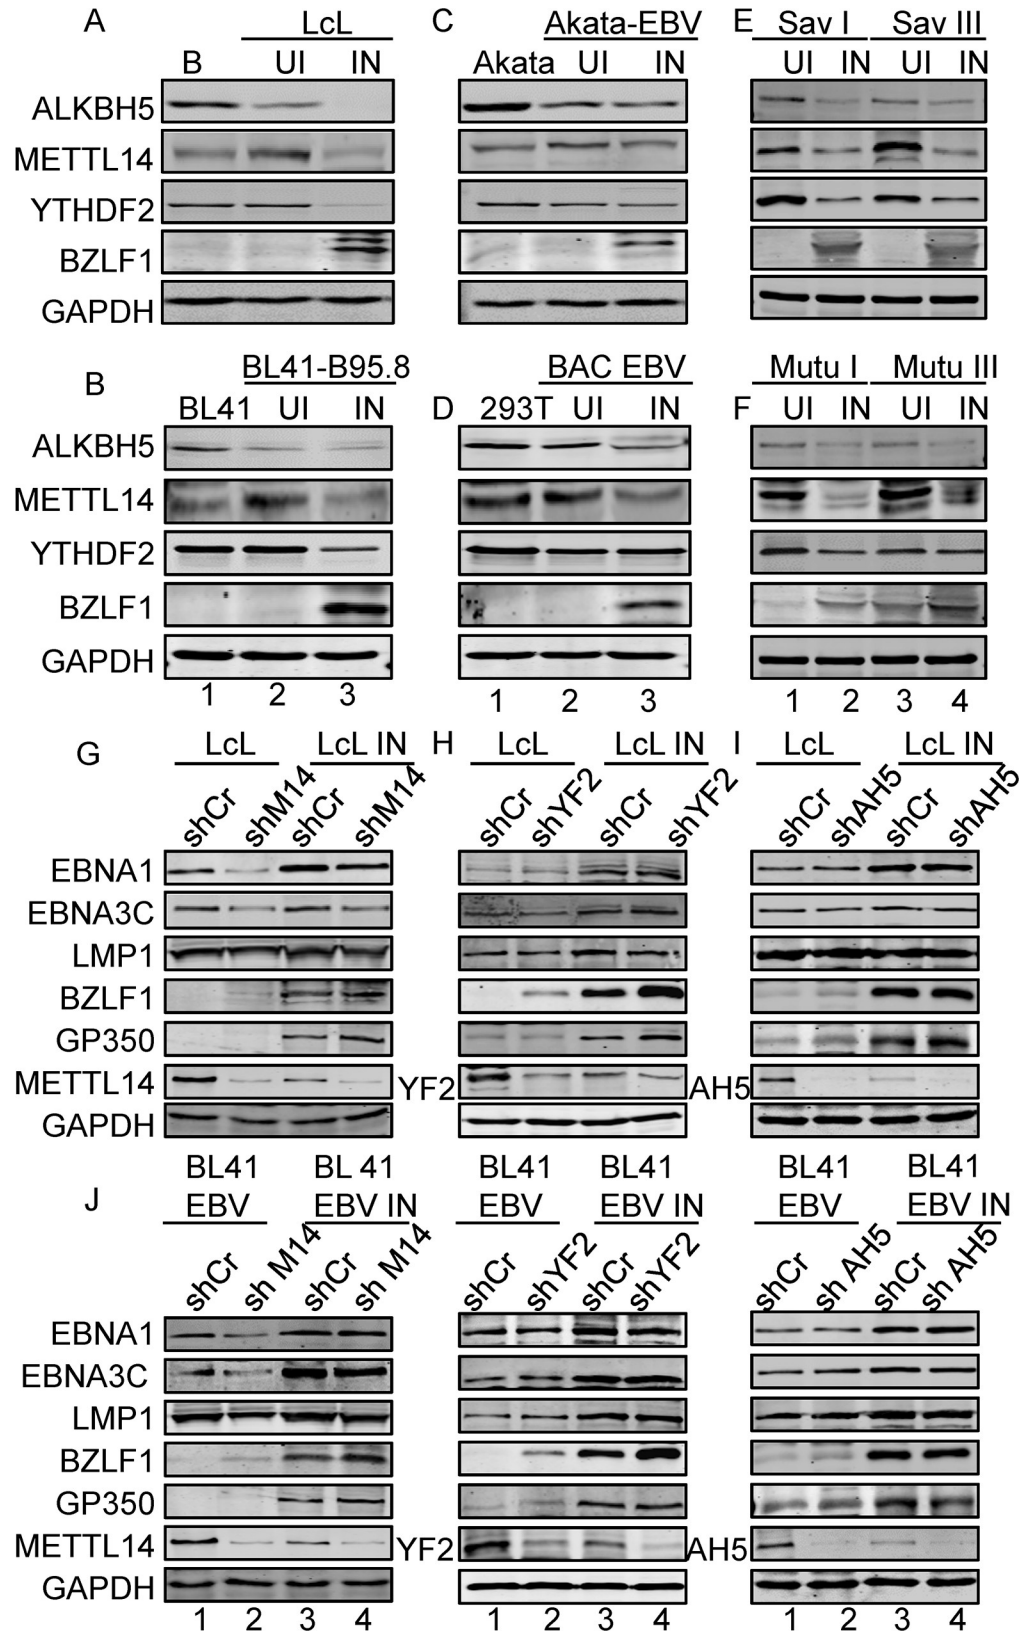 A LcL C Akata-EBV E Sav I Sav III
B UI IN Akata UI IN UI IN UI IN
ALKBH5
METTL14
YTHDF2
BZLF1
GAPDH
B BL41-B95.8 BAC EBV Mutu I Mutu III
BL41 UI IN D 293T UI IN F UI IN UI IN
ALKBH5
METTL14
YTHDF2
BZLF1
GAPDH
1 2 3 1 2 3 1 2 3 4
G LcL LcL IN H LcL LcL IN I LcL LcL IN
shCr shM14 shCr shM14 shCr shYF2 shCr shYF2 shCr shAH5 shCr shAH5
EBNA1
EBNA3C
LMP1
BZLF1
GP350
METTL14 YF2 AH5
GAPDH
BL41 BL 41 BL41 BL41 BL41 BL41
J EBV EBV IN EBV EBV IN EBV EBV IN
shCr sh M14 shCr sh M14 shCr shYF2 shCr shYF2 shCr sh AH5 shCr sh AH5
EBNA1
EBNA3C
LMP1
BZLF1
GP350
METTL14 YF2 AH5
GAPDH
1 2 3 4 1 2 3 4 1 2 3 4